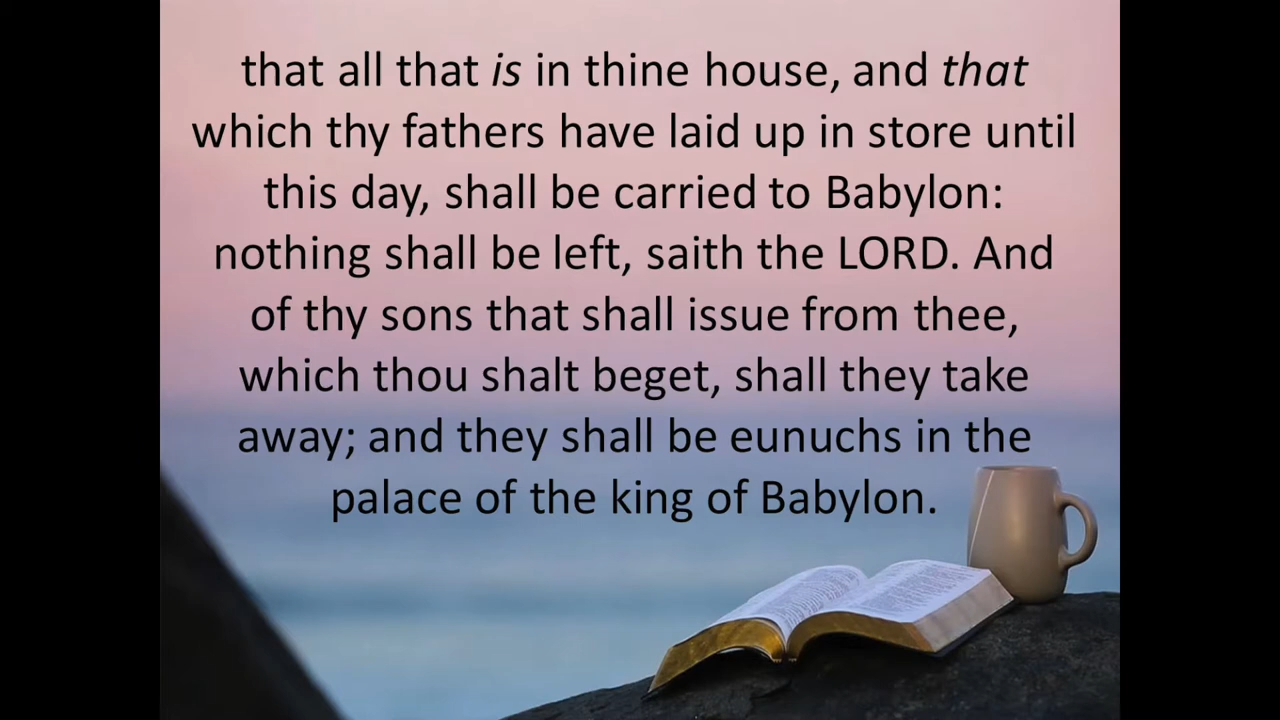 that all that is in thine house, and that
which thy fathers have laid up in store until
this day, shall be carried to Babylon:
nothing shall be left, saith the LORD. And
of thy sons that shall issue from thee,
which thou shalt beget, shall they take
away; and they shall be eunuchs in the
palace of the king of Babylon.